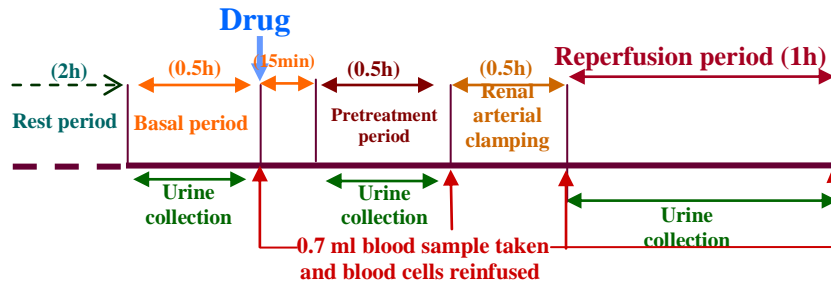 Drug
(2h)
(0.5h)
(15min)
(0.5h)
(0.5h)
Reperfusion period (1h)
Rest period
Basal period
Pretreatment
period
Renal
arterial
clamping
Urine
collection
Urine
collection
Urine
collection
0.7 ml blood sample taken
and blood cells reinfused